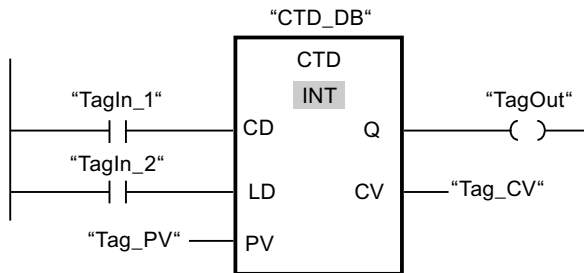 “CTD_DB“
CTD
INT
“TagIn_1“
“TagOut“
CD
Q
“TagIn_2“
LD
CV
“Tag_CV“
“Tag_PV“
PV